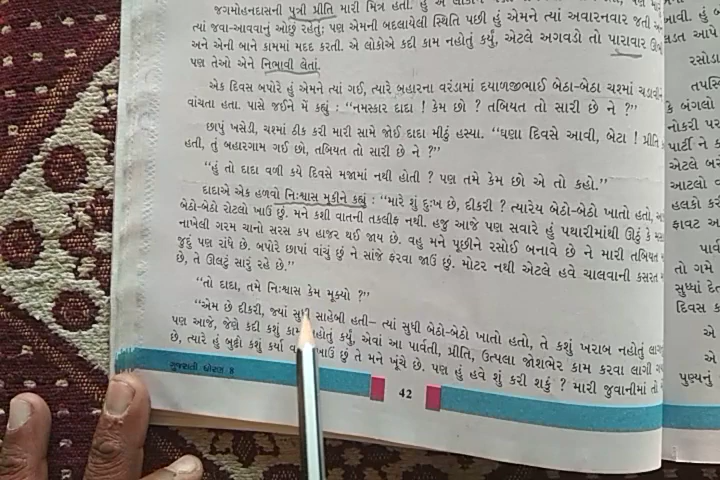 જગમોહનદાસની પુત્રી પ્રીતિ મારી મિત્ર હતી. હું એ
ત્યાં જવા-આવવાનું ઓછું રહેતું; પણ એમની બદલાયેલી સ્થિતિ પછી હું એમને ત્યાં અવારનવાર જતી
અને એની બાને કામમાં મદદ કરતી. એ લોકોએ કદી કામ નહોતું કર્યું, એટલે અગવડો તો પારાવાર
પણ તેઓ એને નિભાવી લેતાં.
એક દિવસ બપોરે હું એમને ત્યાં ગઈ, ત્યારે બહારના વરંડામાં દયાળજીભાઈ બેઠા-બેઠા ચશ્માં ચડાવીને
વાંચતા હતા. પાસે જઈને મેં કહ્યું : “નમસ્કાર દાદા ! કેમ છો ? તબિયત તો સારી છે ને ?”
છાપું ખસેડી, ચશ્માં ઠીક કરી મારી સામે જોઈ દાદા મીઠું હસ્યા. “ઘણા દિવસે આવી, બેટા ! પ્રીતિ
હતી, તું બહારગામ ગઈ છો, તબિયત તો સારી છે ને ?”
“હું તો દાદા વળી કયે દિવસે મજામાં નથી હોતી ? પણ તમે કેમ છો એ તો કહો.”
દાદાએ એક હળવો નિઃશ્વાસ મૂકીને કહ્યું : “મારે શું દુઃખ છે, દીકરી ? ત્યારેય બેઠો-બેઠો ખાતો હતો,
બેઠો-બેઠો રોટલો ખાઉં છું. મને કશી વાતની તકલીફ નથી. હજુ આજે પણ સવારે હું પથારીમાંથી ઊઠું કે
નાખેલી ગરમ ચાનો સરસ કપ હાજર થઈ જાય છે. વહુ મને પૂછીને રસોઈ બનાવે છે ને મારી તબિયત
જુદું પણ રાંધે છે. બપોરે છાપાં વાંચું છું ને સાંજે ફરવા જાઉં છું. મોટર નથી એટલે હવે ચાલવાની કસરત
છે, તે ઊલટું સારું રહે છે.”
“તો દાદા, તમે નિઃશ્વાસ કેમ મૂક્યો ?”
“એમ છે દીકરી, જ્યાં સુધી સાહેબી હતી– ત્યાં સુધી બેઠો-બેઠો ખાતો હતો, તે કશું ખરાબ નહોતું
પણ આજે, જેણે કદી કશું કામ નહોતું કર્યું, એવાં આ પાર્વતી, પ્રીતિ, ઉત્પલા જોશભેર કામ કરવા લાગી
છે, ત્યારે હું બુઢ્ઢો કશું કર્યા ખાઉં છું તે મને ખૂંચે છે. પણ હું હવે શું કરી શકું ? મારી જુવાનીમાં તો
ગુજરાતી ધોરણ 8
42
રસોડા
કે બંગલો
નોકરી પર
પાર્ટી ને
એટલે
આટલો
હલકો
ફાવટ
તો ગમે
સુધ્ધાં
દિવસ
એ
એ
પુણ્યનું